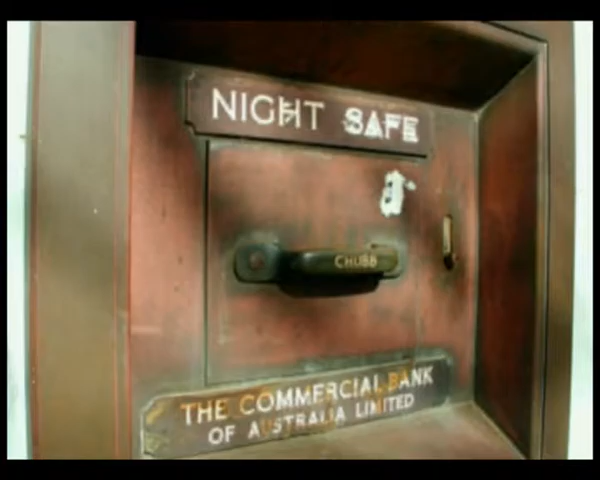 NIGHT SAFE
CHUBB
THE COMMERCIAL BANK
OF AUSTRALIA LIMITED